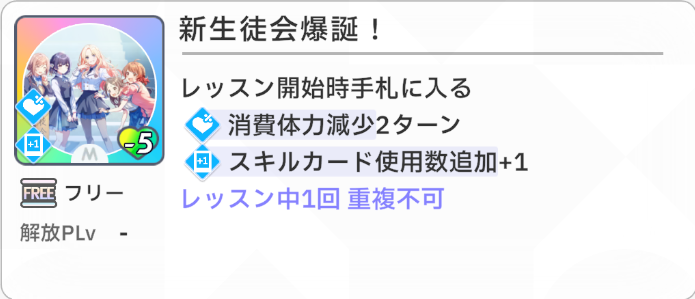 新生徒会爆誕！
レッスン開始時手札に入る
消費体力減少2ターン
+1 スキルカード使用数追加+1
レッスン中1回 重複不可
+1
M
-5
FREE フリー
解放PLv -